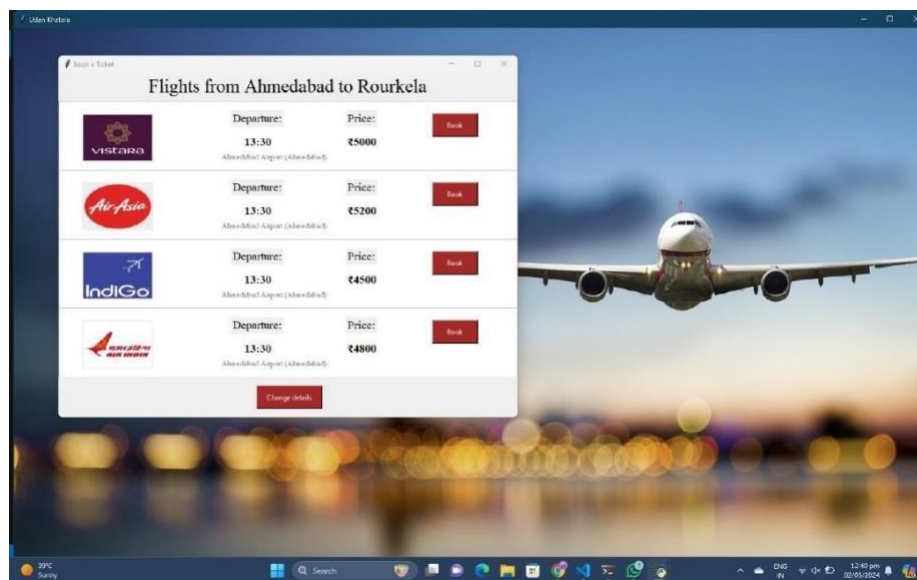 Uden Khatola
Book a Ticket
Flights from Ahmedabad to Rourkela
VISTARA
Departure:
Price:
Book
13:30
₹5000
Ahmedabad Airport (Ahmedabad)
AirAsia
Departure:
Price:
Book
13:30
₹5200
Ahmedabad Airport (Ahmedabad)
IndiGo
Departure:
Price:
Book
13:30
₹4500
Ahmedabad Airport (Ahmedabad)
AIR INDIA
Departure:
Price:
Book
13:30
₹4800
Ahmedabad Airport (Ahmedabad)
Change details
39°C
Sunny
Search
ENG
IN
12:40 pm
02/05/2024